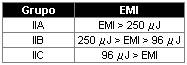 Grupo EMI
IIA EMI > 250 µJ
IIB 250 µJ > EMI > 96 µJ
IIC 96 µJ > EMI